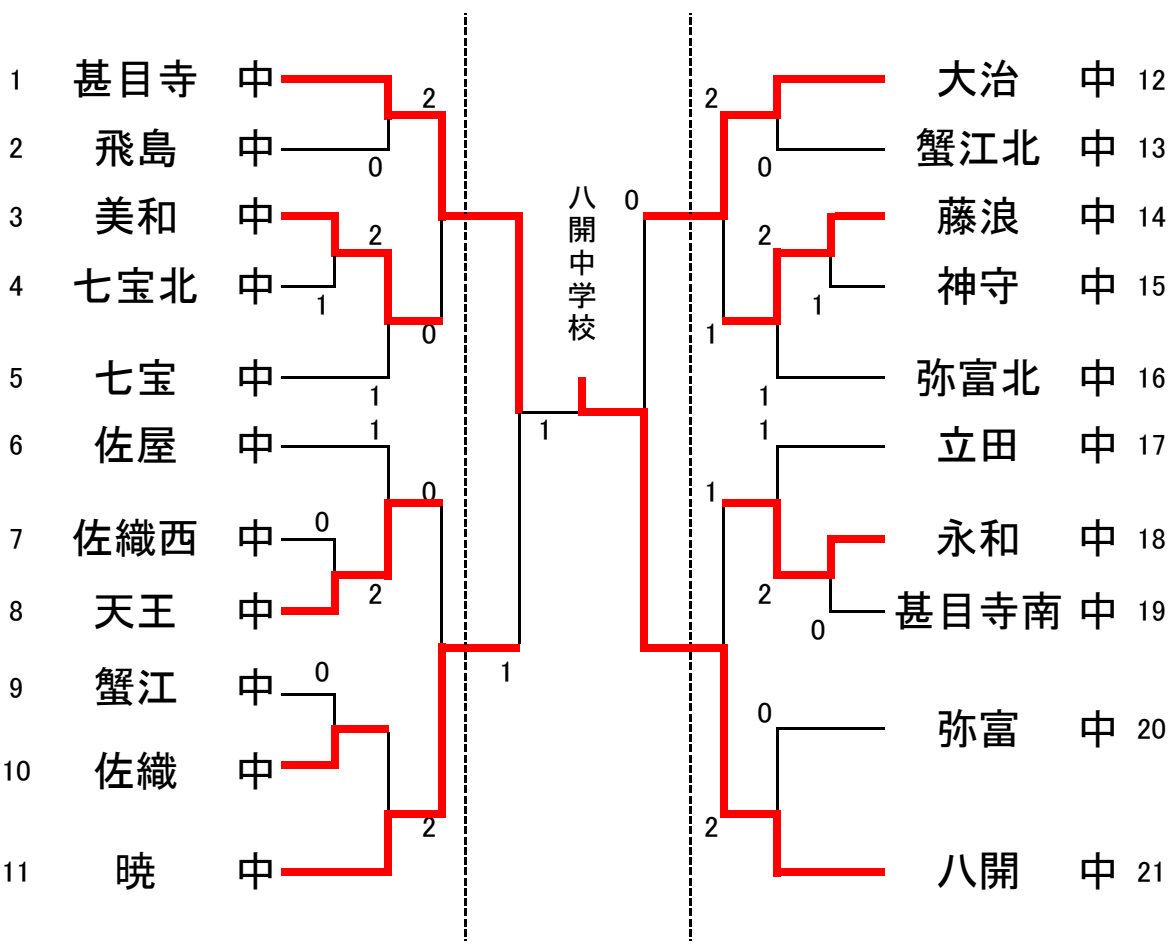 1 甚目寺 中
2
2 飛島 中
0
3 美和 中
2
4 七宝北 中
1
0
5 七宝 中
1
6 佐屋 中
1
0
7 佐織西 中
0
8 天王 中
2
9 蟹江 中
0
10 佐織 中
2
11 暁 中
1
1
八開中学校
0
大治 中 12
2
蟹江北 中 13
0
藤浪 中 14
2
神守 中 15
1
1
弥富北 中 16
1
立田 中 17
1
1
永和 中 18
2
甚目寺南 中 19
0
弥富 中 20
0
2
八開 中 21